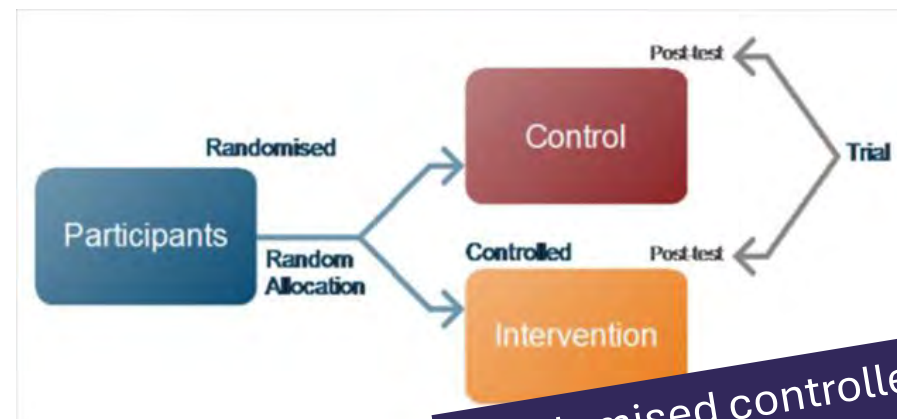 Post-test
Control
Randomised
Trial
Participants
Random
Allocation
Controlled
Post-test
Intervention
controlle